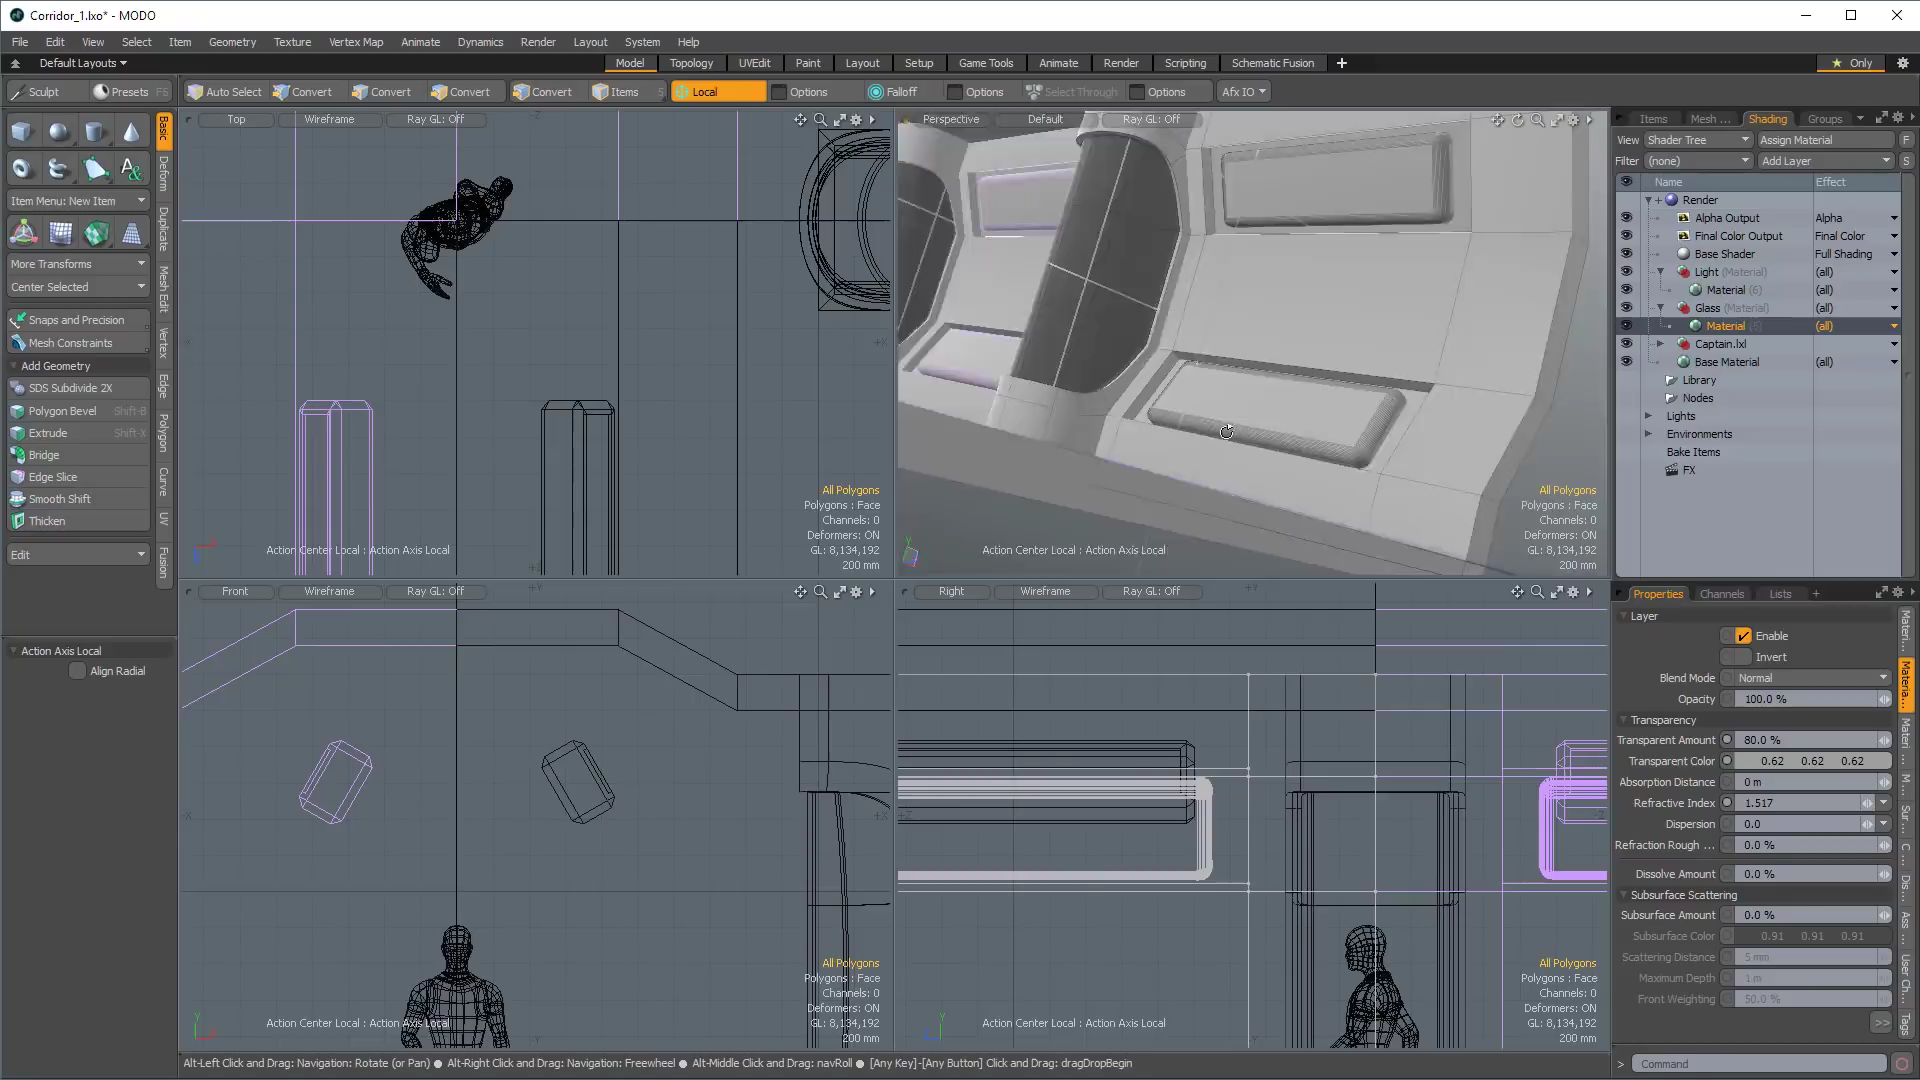 Corridor_1.lxo* - MODO
File Edit View Select Item Geometry Texture Vertex Map Animate Dynamics Render Layout System Help
Default Layouts Model Topology UVEdit Paint Layout Setup Game Tools Animate Render Scripting Schematic Fusion + Only
Sculpt Presets F5 Auto Select Convert Convert Convert Convert Items S Local Options Falloff Options Select Through Options Afx IO
Top Wireframe Ray GL: Off
Perspective Default Ray GL: Off
Items Mesh ... Shading Groups
View Shader Tree Assign Material F
Filter (none) Add Layer S
Name Effect
Render
Alpha Output Alpha
Final Color Output Final Color
Base Shader Full Shading
Light (Material) (all)
Material (6) (all)
Glass (Material) (all)
Material (5) (all)
Captain.lxl
Base Material (all)
Library
Nodes
Lights
Environments
Bake Items
FX
Basic
Deform
Duplicate
Mesh Edit
Vertex
Edge
Polygon
Curve
UV
Fusion
Item Menu: New Item
More Transforms
Center Selected
Snaps and Precision
Mesh Constraints
Add Geometry
SDS Subdivide 2X
Polygon Bevel Shift-B
Extrude Shift-X
Bridge
Edge Slice
Smooth Shift
Thicken
Edit
Action Axis Local
Align Radial
All Polygons
Polygons : Face
Channels: 0
Deformers: ON
GL: 8,134,192
200 mm
Action Center Local : Action Axis Local
All Polygons
Polygons : Face
Channels: 0
Deformers: ON
GL: 8,134,192
200 mm
Action Center Local : Action Axis Local
Front Wireframe Ray GL: Off
All Polygons
Polygons : Face
Channels: 0
Deformers: ON
GL: 8,134,192
200 mm
Action Center Local : Action Axis Local
Right Wireframe Ray GL: Off
All Polygons
Polygons : Face
Channels: 0
Deformers: ON
GL: 8,134,192
200 mm
Action Center Local : Action Axis Local
Properties Channels Lists +
Layer
Enable
Invert
Blend Mode Normal
Opacity 100.0 %
Transparency
Transparent Amount 80.0 %
Transparent Color 0.62 0.62 0.62
Absorption Distance 0 m
Refractive Index 1.517
Dispersion 0.0
Refraction Rough ... 0.0 %
Dissolve Amount 0.0 %
Subsurface Scattering
Subsurface Amount 0.0 %
Subsurface Color 0.91 0.91 0.91
Scattering Distance 5 mm
Maximum Depth 1 m
Front Weighting 50.0 %
>>
Materi...
Materia...
Materi...
M...
Sur...
C...
Dis...
Ass...
User Ch...
Tags
Alt-Left Click and Drag: Navigation: Rotate (or Pan) ● Alt-Right Click and Drag: Navigation: Freewheel ● Alt-Middle Click and Drag: navRoll ● [Any Key]-[Any Button] Click and Drag: dragDropBegin
> Command